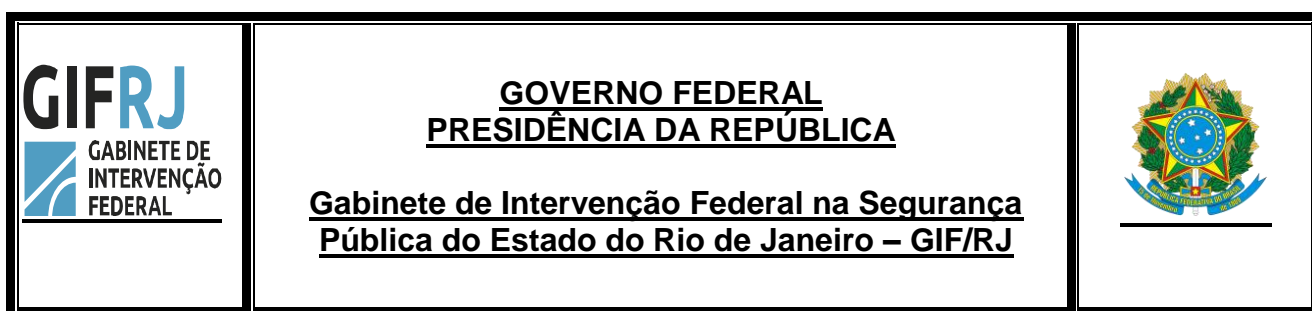 GIFRJ
GABINETE DE
INTERVENÇÃO
FEDERAL
GOVERNO FEDERAL
PRESIDÊNCIA DA REPÚBLICA
Gabinete de Intervenção Federal na Segurança
Pública do Estado do Rio de Janeiro – GIF/RJ